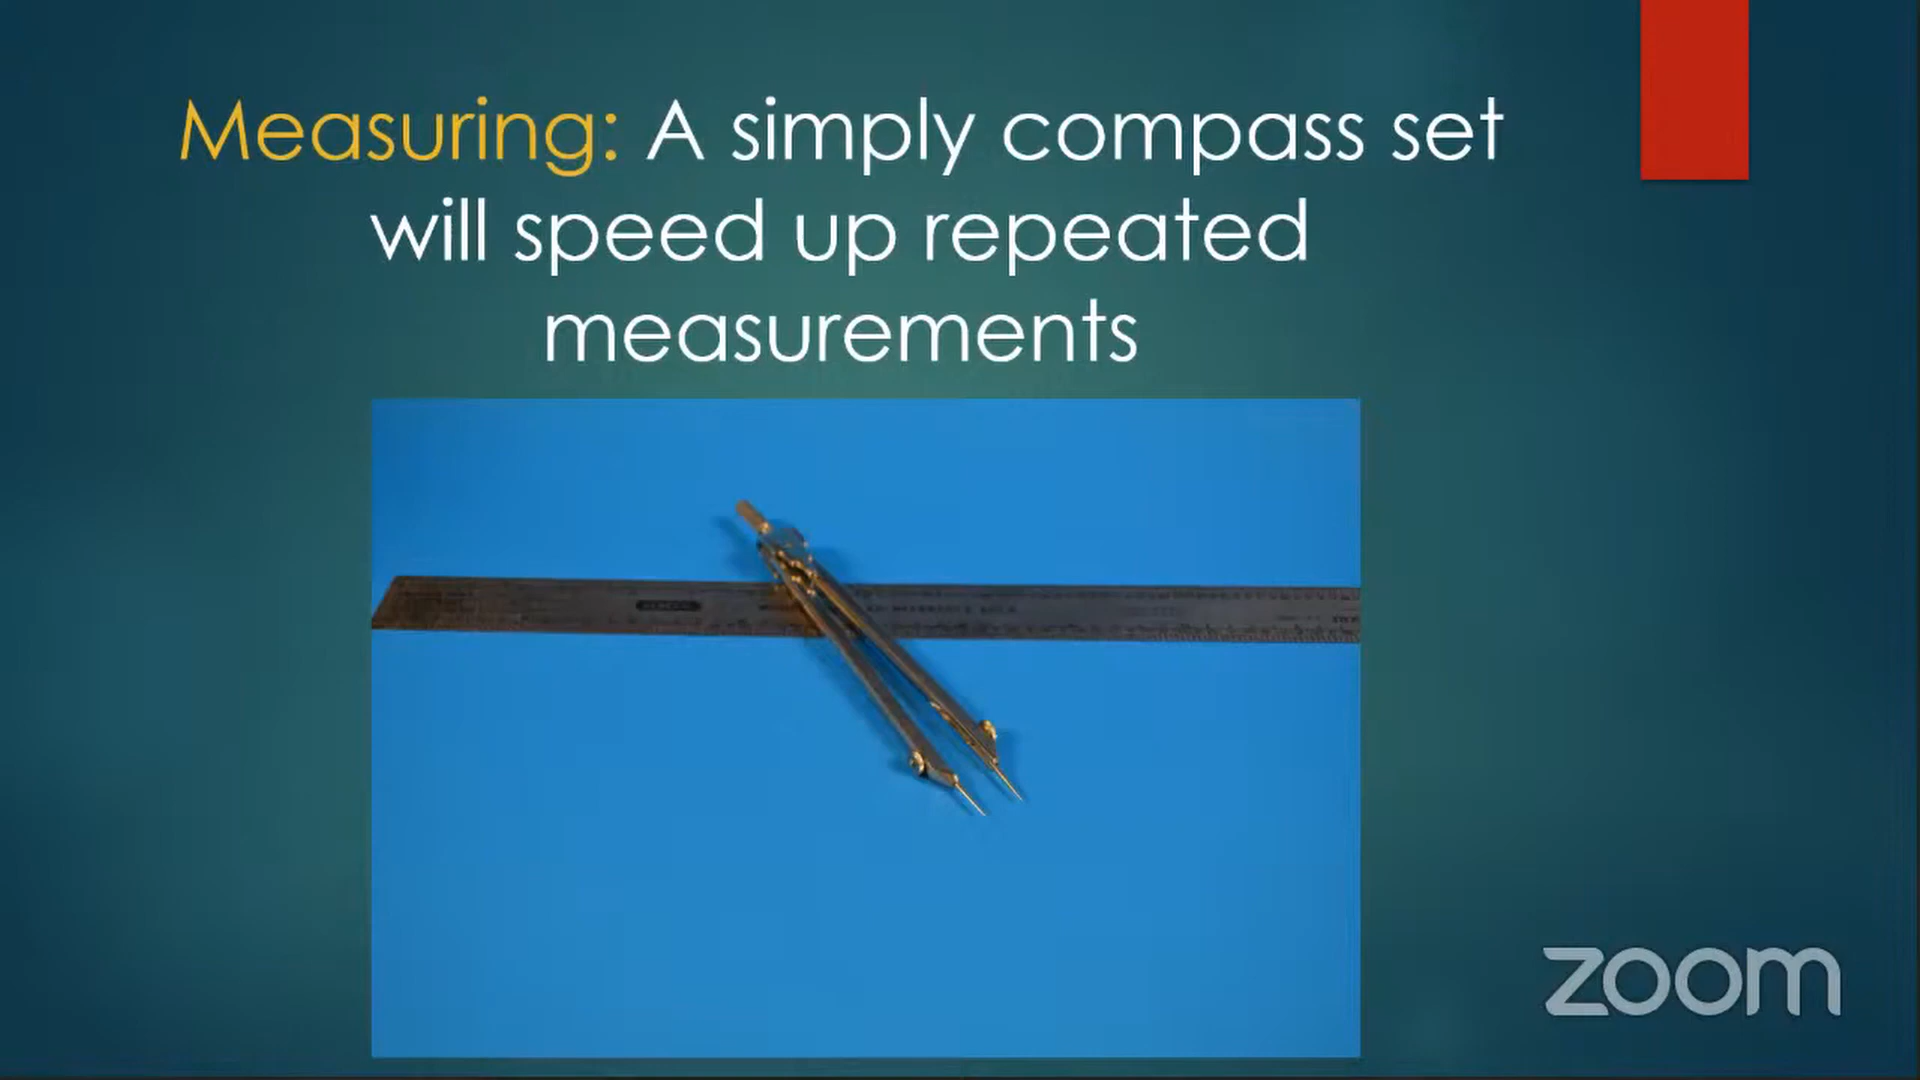 Measuring: A simply compass set
will speed up repeated
measurements
zoom